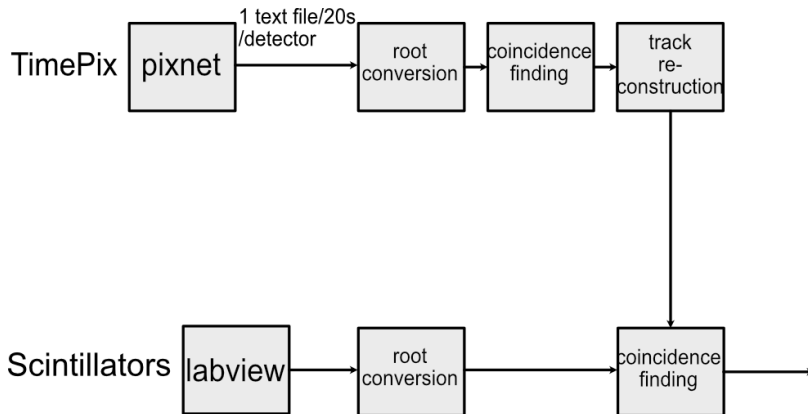 1 text file/20s
/detector
TimePix
pixnet
root
conversion
coincidence
finding
track
re-
construction
Scintillators
labview
root
conversion
coincidence
finding